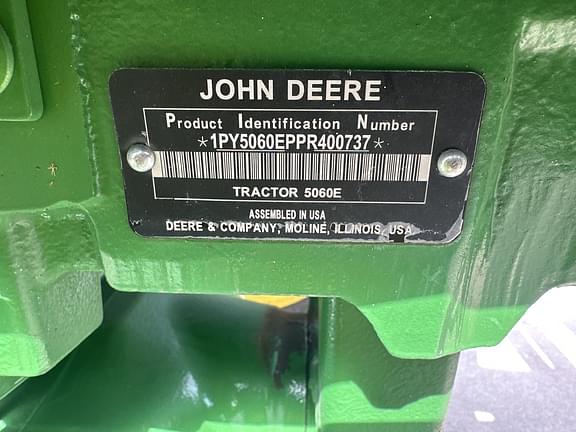 JOHN DEERE
Product Identification Number
*1PY5060EPPR400737*
TRACTOR 5060E
ASSEMBLED IN USA
DEERE & COMPANY, MOLINE, ILLINOIS, USA